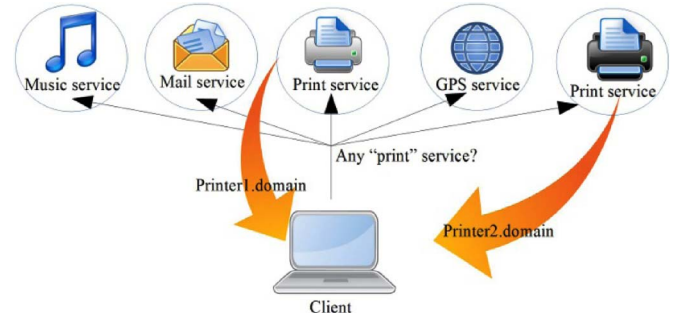 Music service
Mail service
Print service
GPS service
Print service
Any “print” service?
Printer1.domain
Printer2.domain
Client